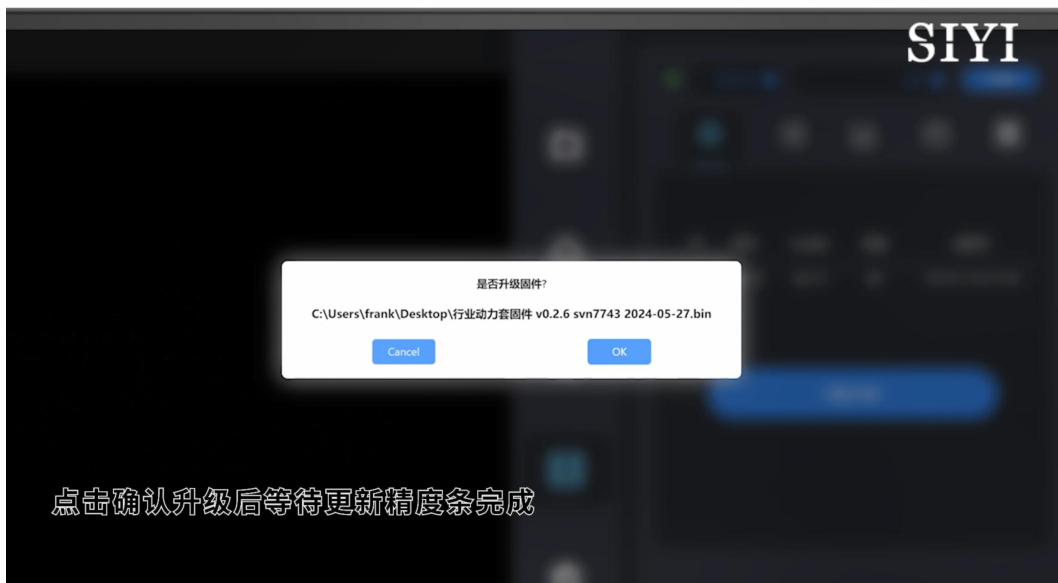 SIYI
是否升级固件?
C:\Users\frank\Desktop\行业动力套固件 v0.2.6 svn7743 2024-05-27.bin
Cancel
OK
点击确认升级后等待更新精度条完成